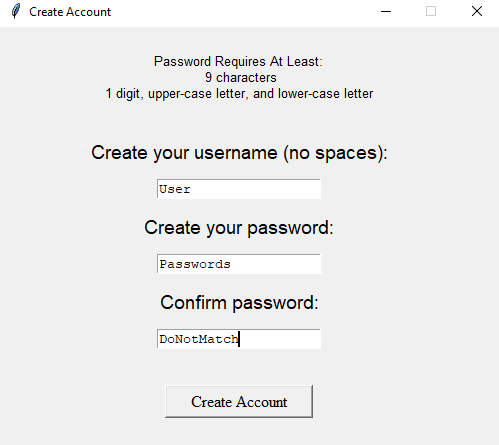 Create Account
Password Requires At Least:
9 characters
1 digit, upper-case letter, and lower-case letter
Create your username (no spaces):
User
Create your password:
Passwords
Confirm password:
DoNotMatch
Create Account